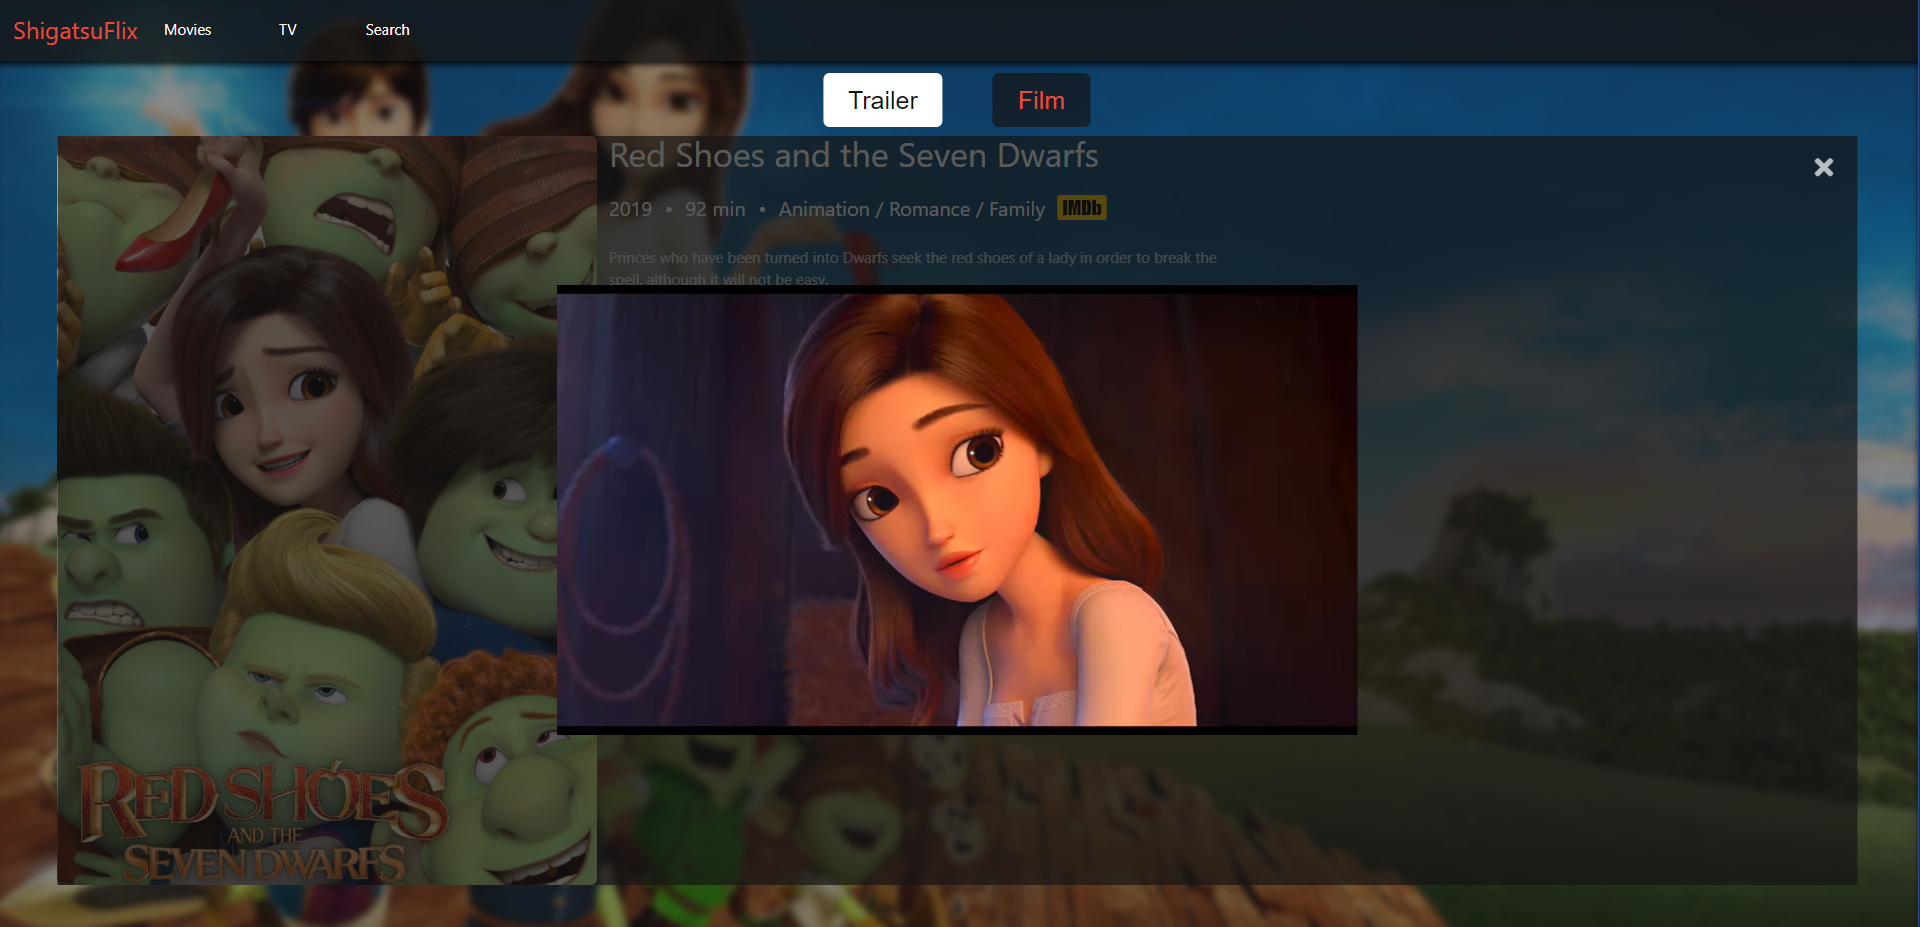 ShigatsuFlix Movies TV Search
Trailer Film
Red Shoes and the Seven Dwarfs
2019 • 92 min • Animation / Romance / Family IMDb
Princes who have been turned into Dwarfs seek the red shoes of a lady in order to break the
spell, although it will not be easy.
RED SHOES
AND THE
SEVEN DWARFS